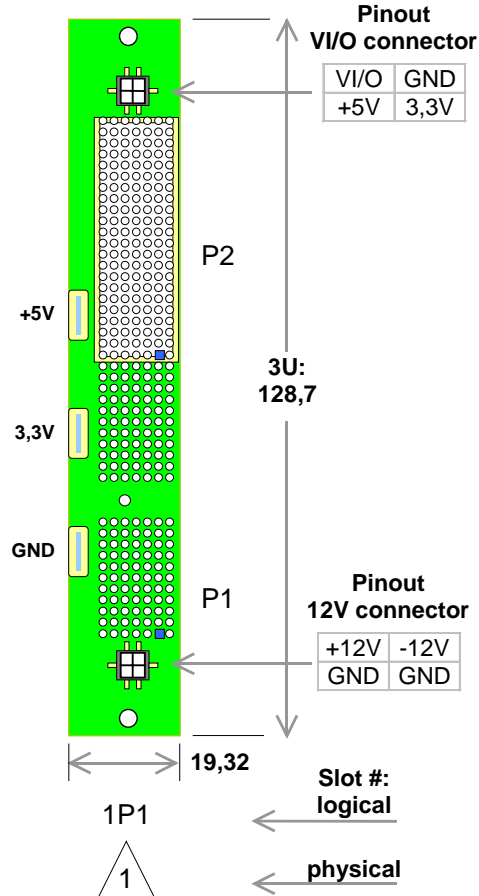 Pinout
VI/O connector
VI/O GND
+5V 3,3V
P2
+5V
3U:
128,7
3,3V
GND
P1
Pinout
12V connector
+12V -12V
GND GND
19,32
Slot #:
logical
1P1
physical
1